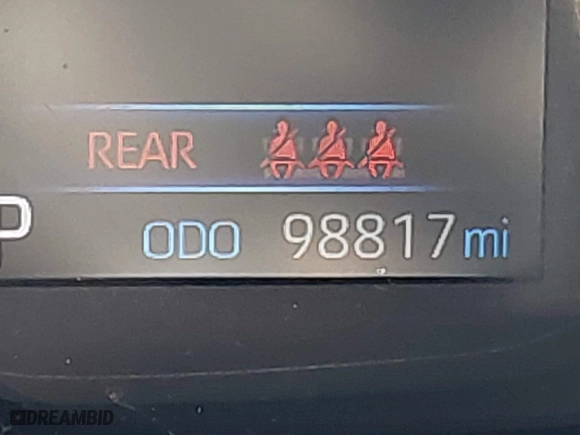 REAR
P
ODO 98817 mi
DREAMBID